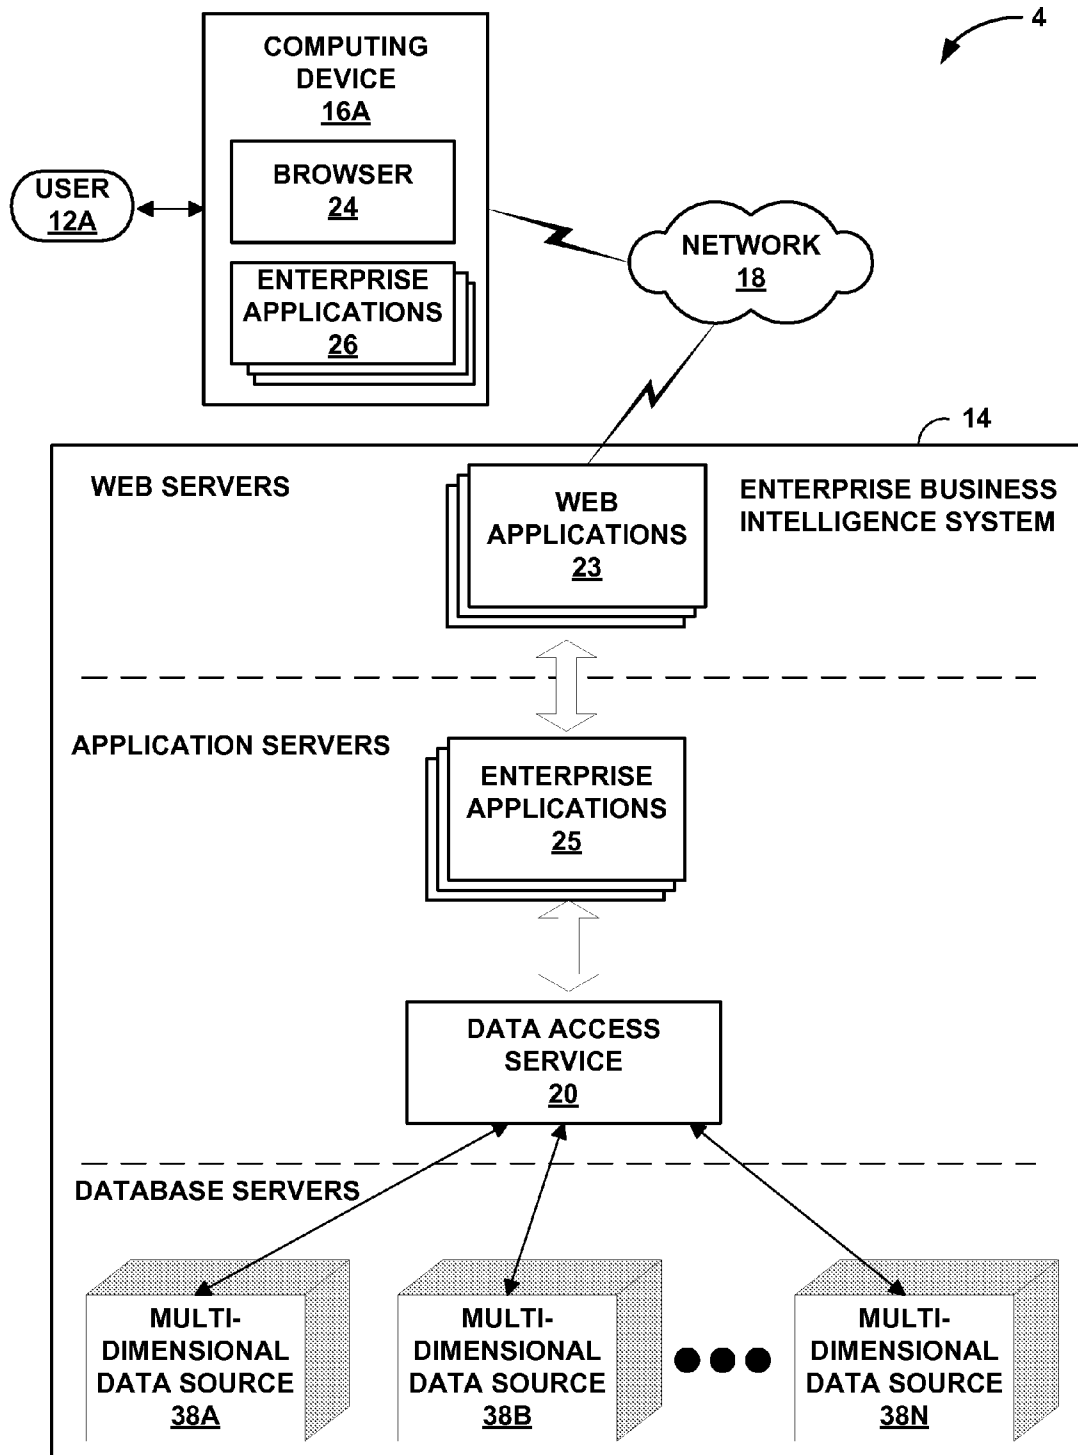 4
COMPUTING
DEVICE
16A
BROWSER
24
USER
12A
ENTERPRISE
APPLICATIONS
26
NETWORK
18
14
WEB SERVERS
ENTERPRISE BUSINESS
INTELLIGENCE SYSTEM
WEB
APPLICATIONS
23
APPLICATION SERVERS
ENTERPRISE
APPLICATIONS
25
DATA ACCESS
SERVICE
20
DATABASE SERVERS
MULTI-
DIMENSIONAL
DATA SOURCE
38A
MULTI-
DIMENSIONAL
DATA SOURCE
38B
MULTI-
DIMENSIONAL
DATA SOURCE
38N